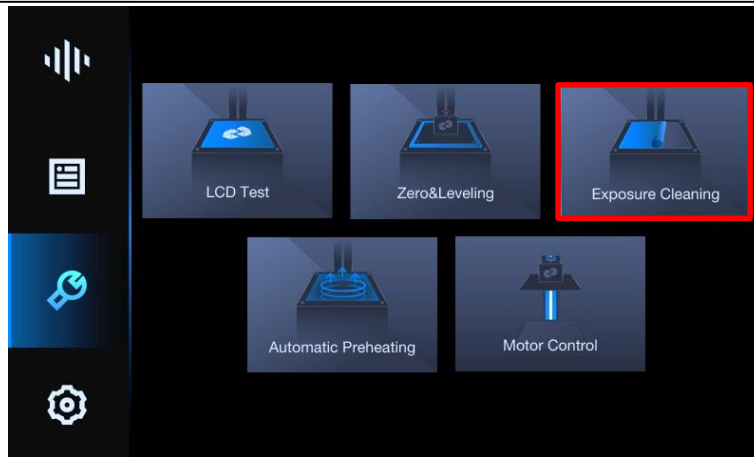 LCD Test
Zero&Leveling
Exposure Cleaning
Automatic Preheating
Motor Control